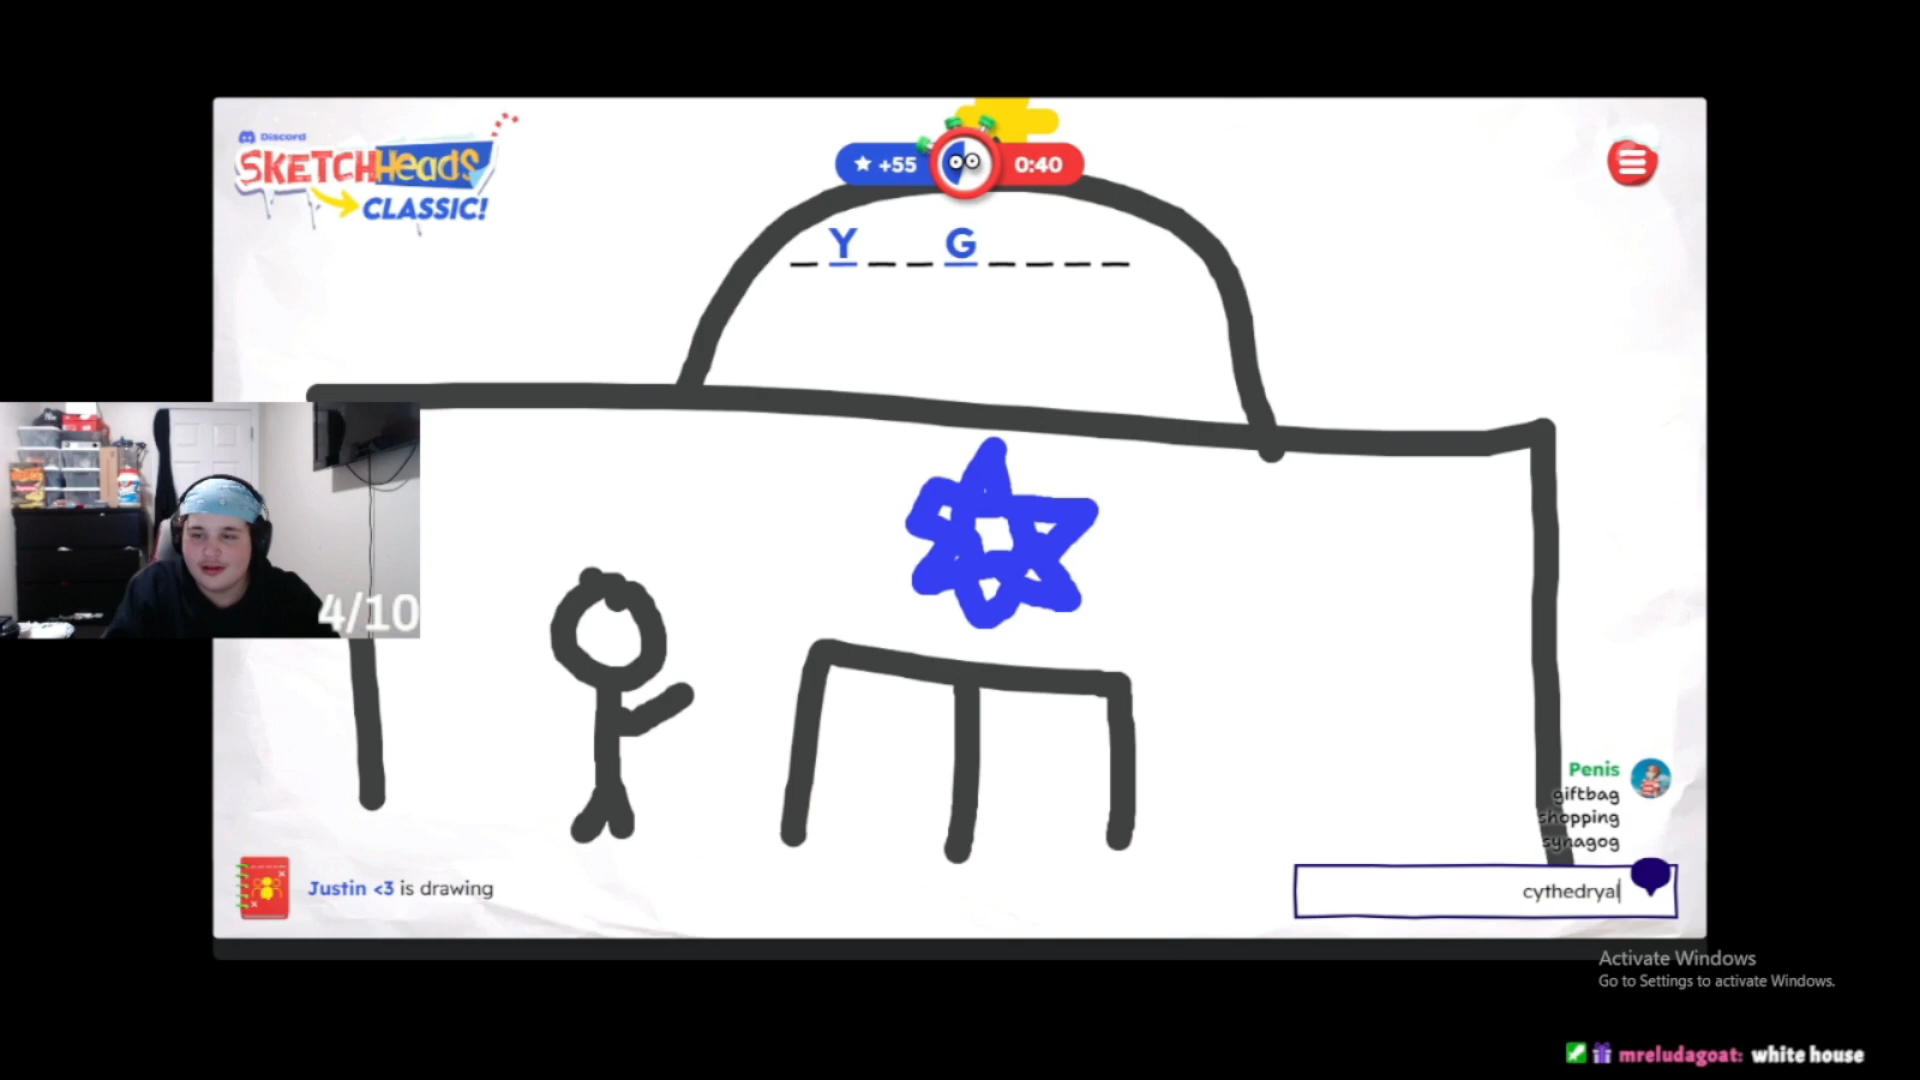 Discord
SKETCHHeadS
CLASSIC!
+55
0:40
_ Y _ _ G _ _ _ _
4/10
Penis
giftbag
shopping
synagog
Justin <3 is drawing
cythedryal
Activate Windows
Go to Settings to activate Windows.
mreludagoat: white house